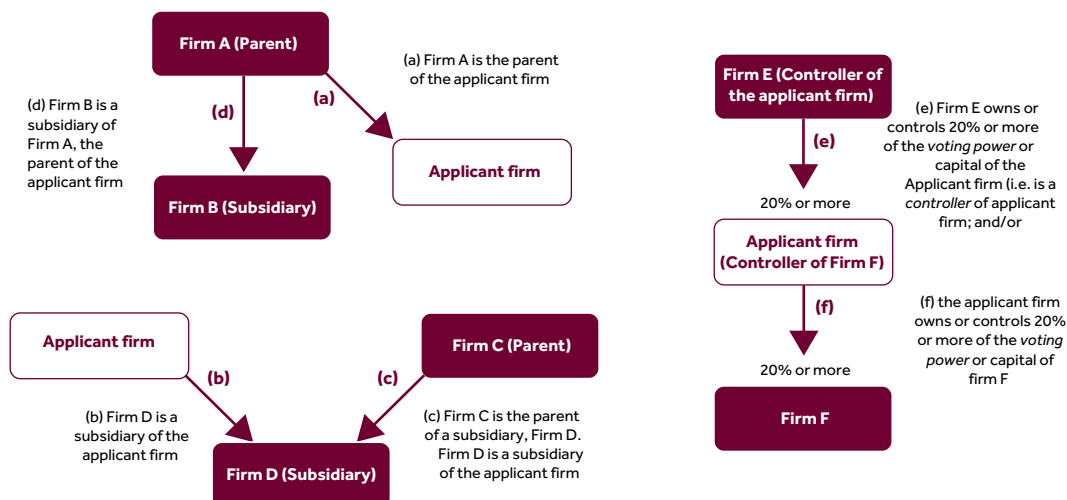 Firm A (Parent)
(a) Firm A is the parent
of the applicant firm
(d) Firm B is a
subsidiary of
Firm A, the
parent of the
applicant firm
(d)
(a)
Applicant firm
Firm B (Subsidiary)
Applicant firm
Firm C (Parent)
(b)
(c)
(b) Firm D is a
subsidiary of the
applicant firm
(c) Firm C is the parent
of a subsidiary, Firm D.
Firm D is a subsidiary
of the applicant firm
Firm D (Subsidiary)
Firm E (Controller of
the applicant firm)
(e)
(e) Firm E owns or
controls 20% or more
of the voting power or
capital of the
Applicant firm (i.e. is a
controller of applicant
firm; and/or
20% or more
Applicant firm
(Controller of Firm F)
(f)
(f) the applicant firm
owns or controls 20%
or more of the voting
power or capital of
firm F
20% or more
Firm F